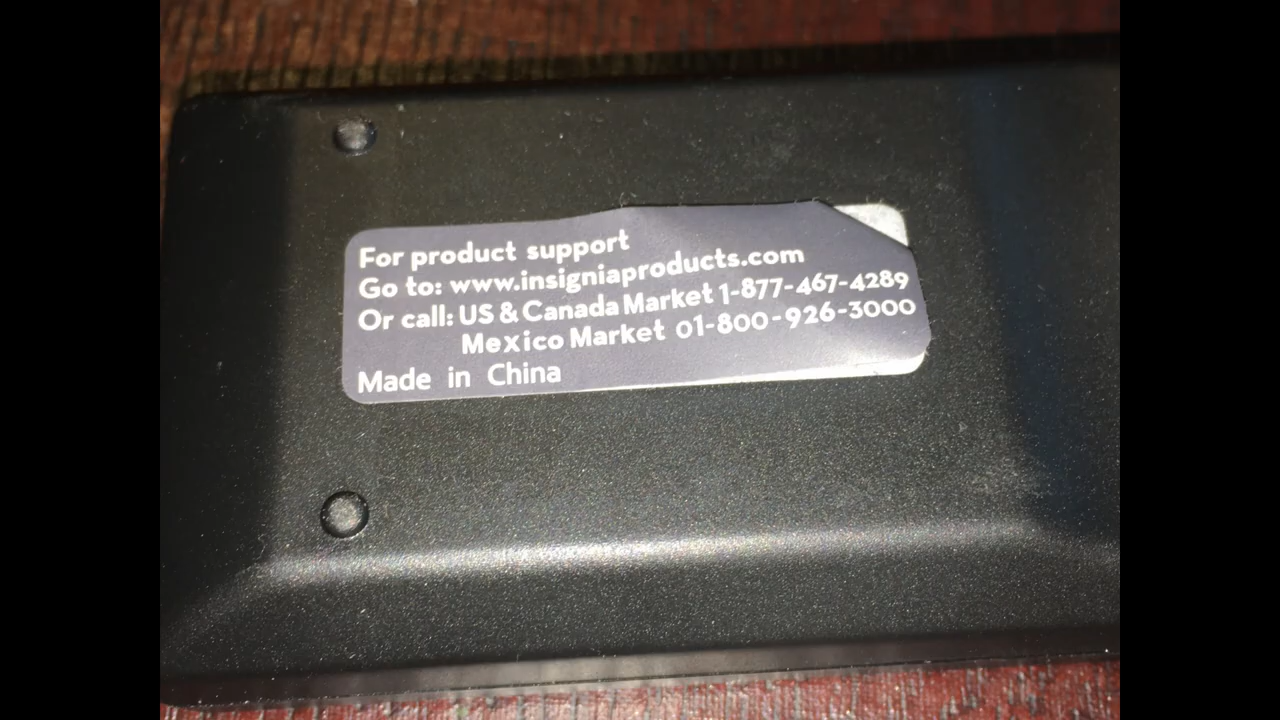 For product support
Go to: www.insigniaproducts.com
Or call: US & Canada Market 1-877-467-4289
Mexico Market 01-800-926-3000
Made in China